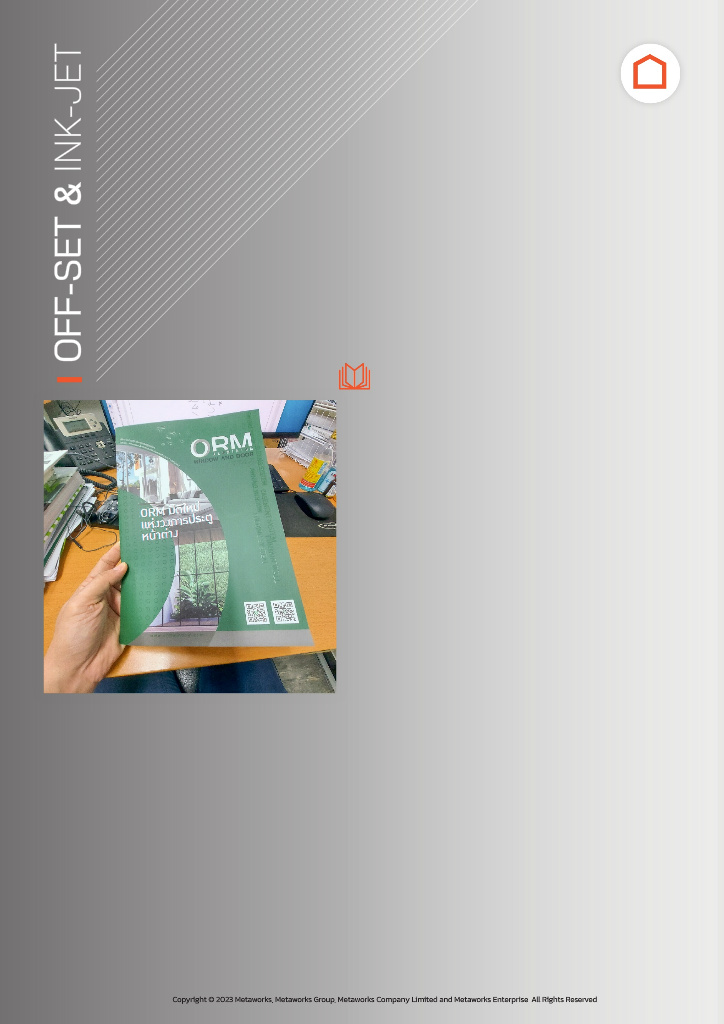 OFF-SET & INK-JET
ORM
WINDOW AND DOOR
ORM มิติใหม่
แห่งวงการประตู
หน้าต่าง
Copyright © 2023 Metaworks, Metaworks Group, Metaworks Company Limited and Metaworks Enterprise All Rights Reserved